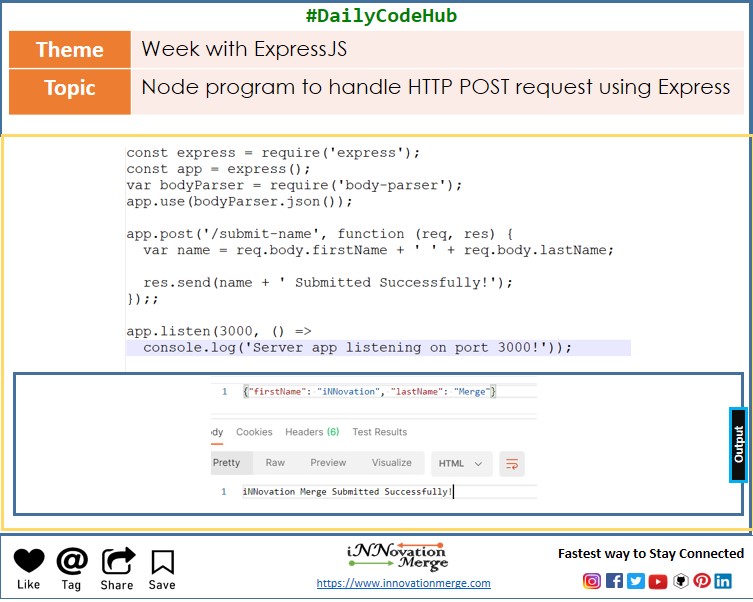 #DailyCodeHub
Theme
Week with ExpressJS
Topic
Node program to handle HTTP POST request using Express
const express = require('express');
const app = express();
var bodyParser = require('body-parser');
app.use(bodyParser.json());
app.post('/submit-name', function (req, res) {
  var name = req.body.firstName + ' ' + req.body.lastName;
  res.send(name + ' Submitted Successfully!');
});;
app.listen(3000, () =>
  console.log('Server app listening on port 3000!'));
1 {"firstName": "iNNovation", "lastName": "Merge"}
dy Cookies Headers (6) Test Results
Pretty Raw Preview Visualize HTML
1 iNNovation Merge Submitted Successfully!
Output
Like Tag Share Save
iNNovation
Merge
https://www.innovationmerge.com
Fastest way to Stay Connected